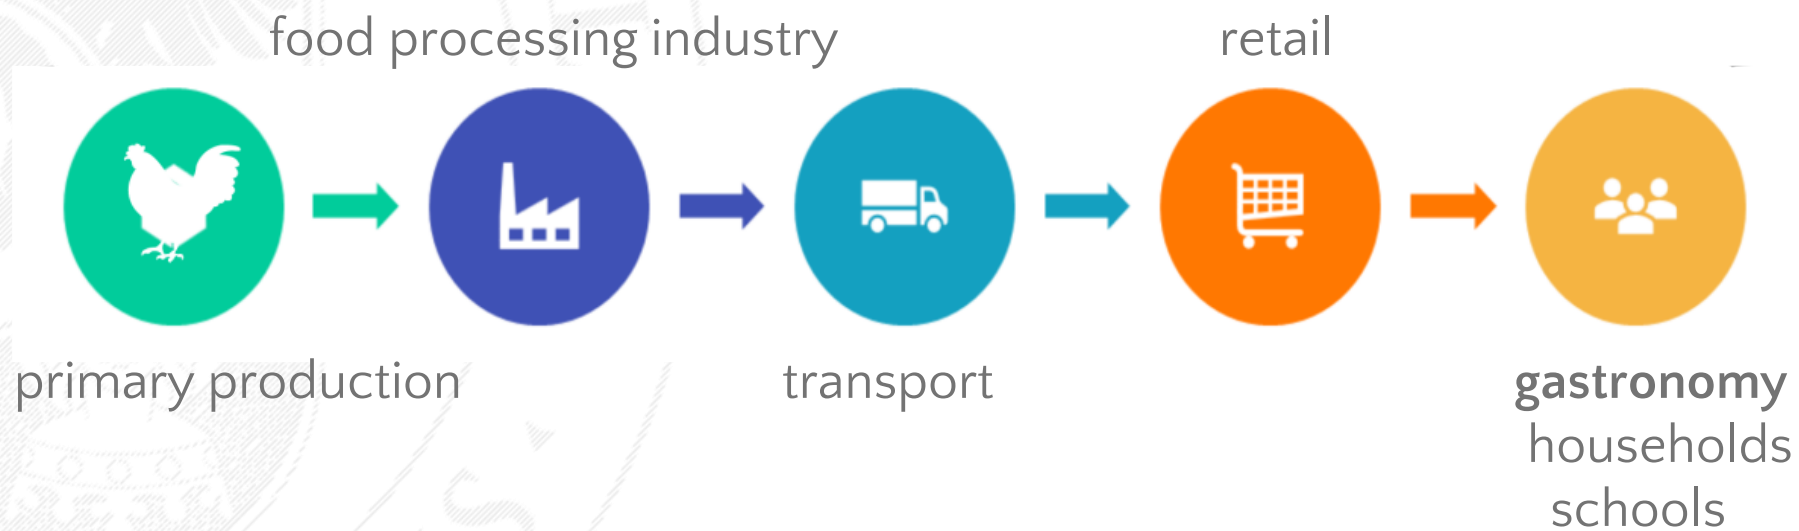 food processing industry
retail
primary production
transport
gastronomy
households
schools